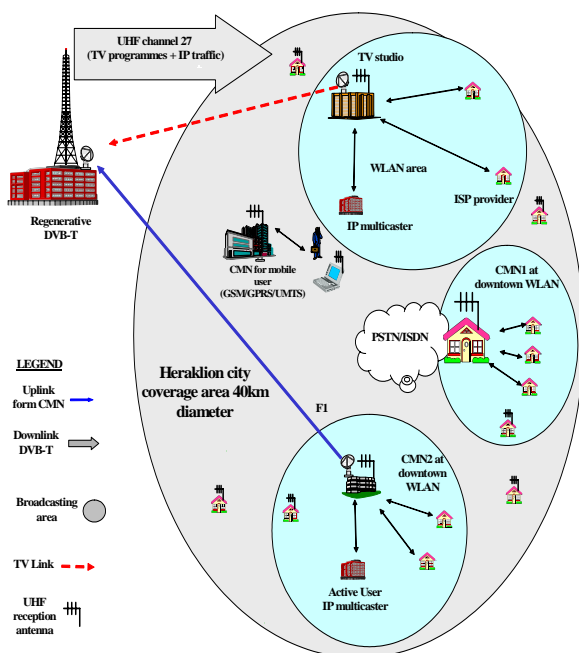 UHF channel 27
(TV programmes + IP traffic)
TV studio
WLAN area
ISP provider
IP multicaster
Regenerative
DVB-T
CMN for mobile
user
(GSM/GPRS/UMTS)
CMN1 at
downtown WLAN
PSTN/ISDN
LEGEND
Uplink
form CMN
Downlink
DVB-T
Broadcasting
area
TV Link
UHF
reception
antenna
Heraklion city
coverage area 40km
diameter
F1
CMN2 at
downtown
WLAN
Active User
IP multicaster